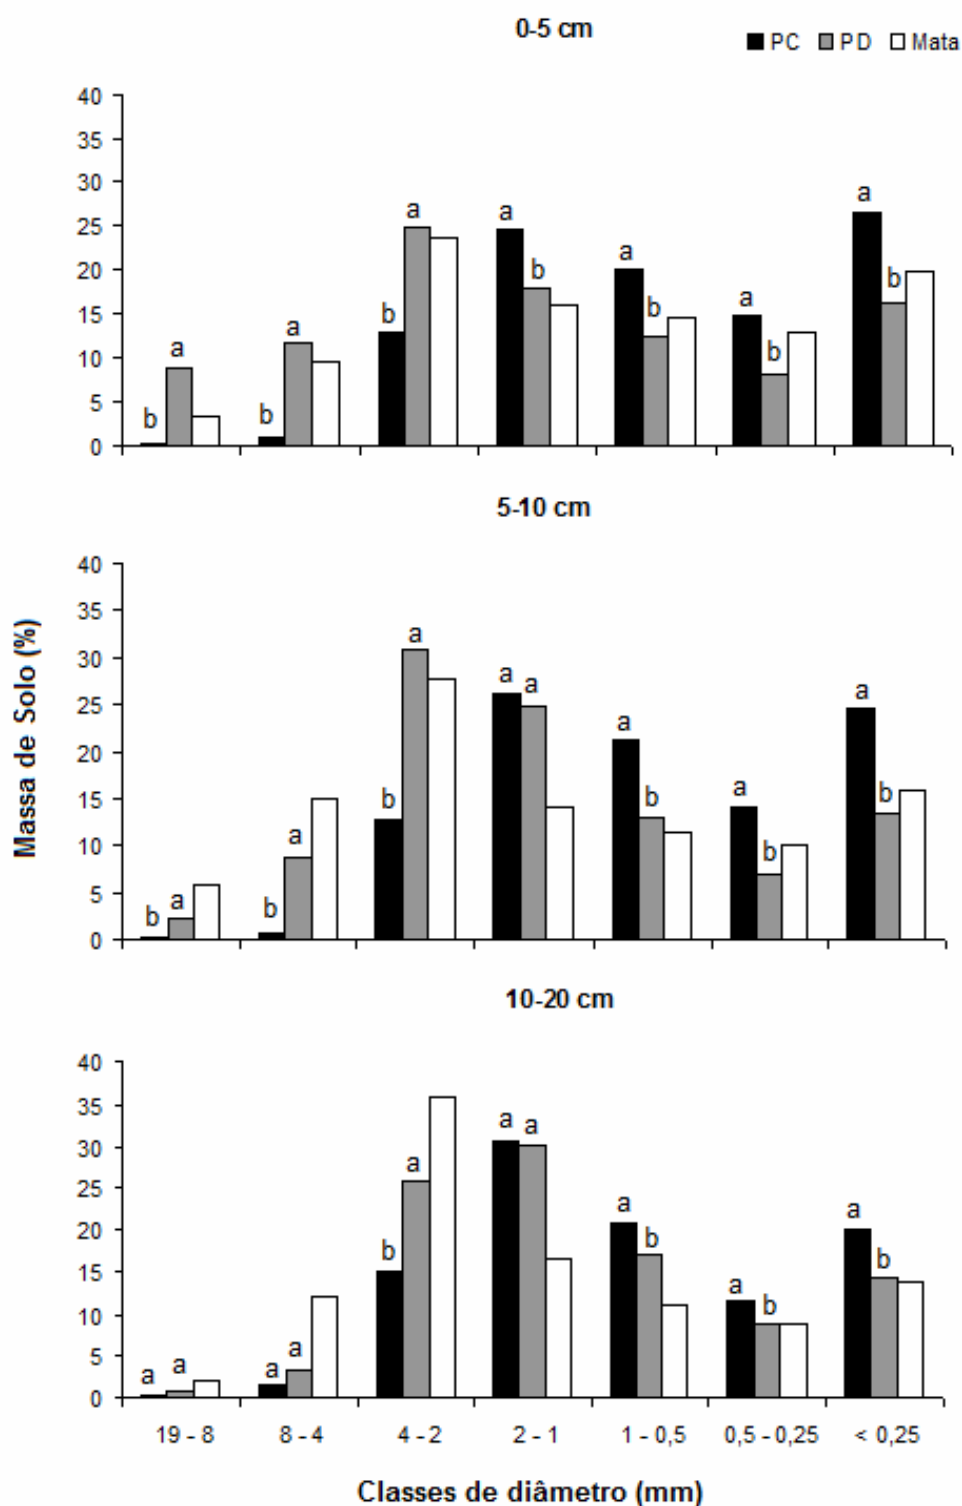 0-5 cm
PC PD Mata
40
35
30
25
20
15
10
5
0
b a b a b a a b a b a b a b
5-10 cm
40
35
30
25
20
15
10
5
0
b a b a b a a a a b a b a b
10-20 cm
40
35
30
25
20
15
10
5
0
a a a a b a a a a b a b a b
19 - 8 8 - 4 4 - 2 2 - 1 1 - 0,5 0,5 - 0,25 < 0,25
Classes de diâmetro (mm)
Massa de Solo (%)